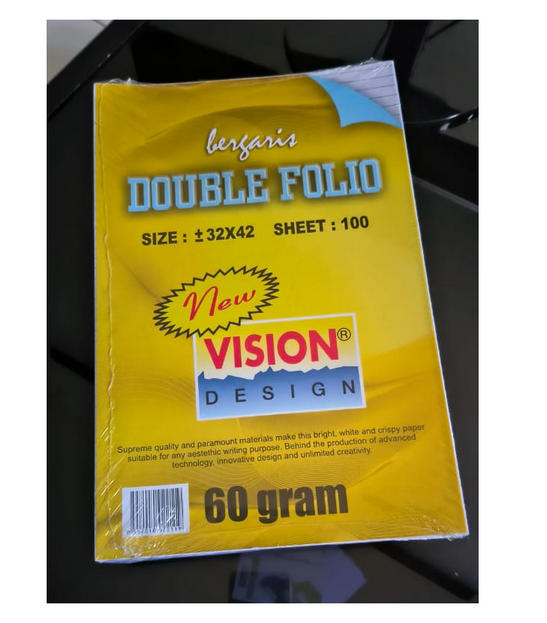 bergaris
DOUBLE FOLIO
SIZE : ± 32X42 SHEET : 100
New
VISION®
DESIGN
Supreme quality and paramount materials make this bright, white and crispy paper
suitable for any aestethic writing purpose. Behind the production of advanced
technology, innovative design and unlimited creativity.
60 gram